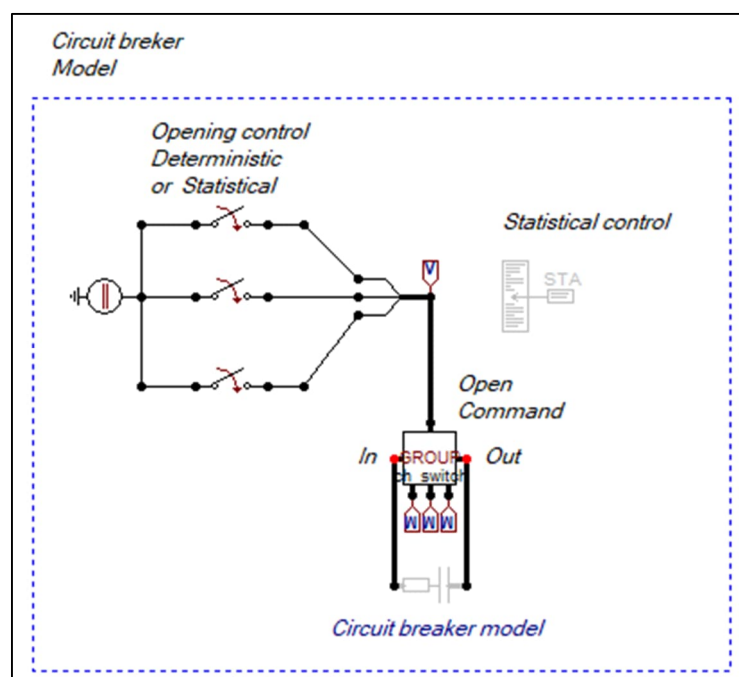 Circuit breker
Model
Opening control
Deterministic
or Statistical
Statistical control
V
STA
Open
Command
In
GROUP
Out
ch switch
M M M
Circuit breaker model